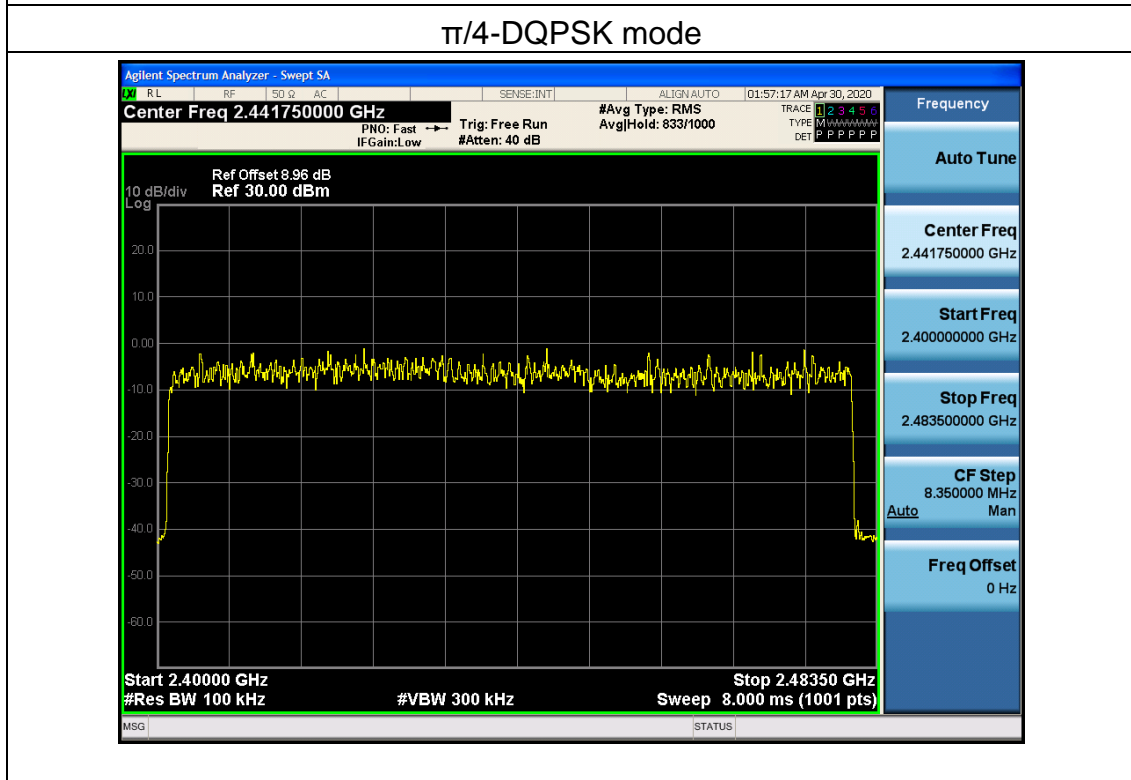 π/4-DQPSK mode
Agilent Spectrum Analyzer - Swept SA
LXI RL RF 50 Ω AC SENSE:INT ALIGN AUTO 01:57:17 AM Apr 30, 2020
Center Freq 2.441750000 GHz
PNO: Fast
IFGain:Low
Trig: Free Run
#Atten: 40 dB
#Avg Type: RMS
Avg|Hold: 833/1000
TRACE 1 2 3 4 5 6
TYPE M W W W W W
DET P P P P P P
Ref Offset 8.96 dB
10 dB/div Ref 30.00 dBm
Log
20.0
10.0
0.00
-10.0
-20.0
-30.0
-40.0
-50.0
-60.0
Start 2.40000 GHz Stop 2.48350 GHz
#Res BW 100 kHz #VBW 300 kHz Sweep 8.000 ms (1001 pts)
MSG STATUS
Frequency
Auto Tune
Center Freq
2.441750000 GHz
Start Freq
2.400000000 GHz
Stop Freq
2.483500000 GHz
CF Step
8.350000 MHz
Auto Man
Freq Offset
0 Hz